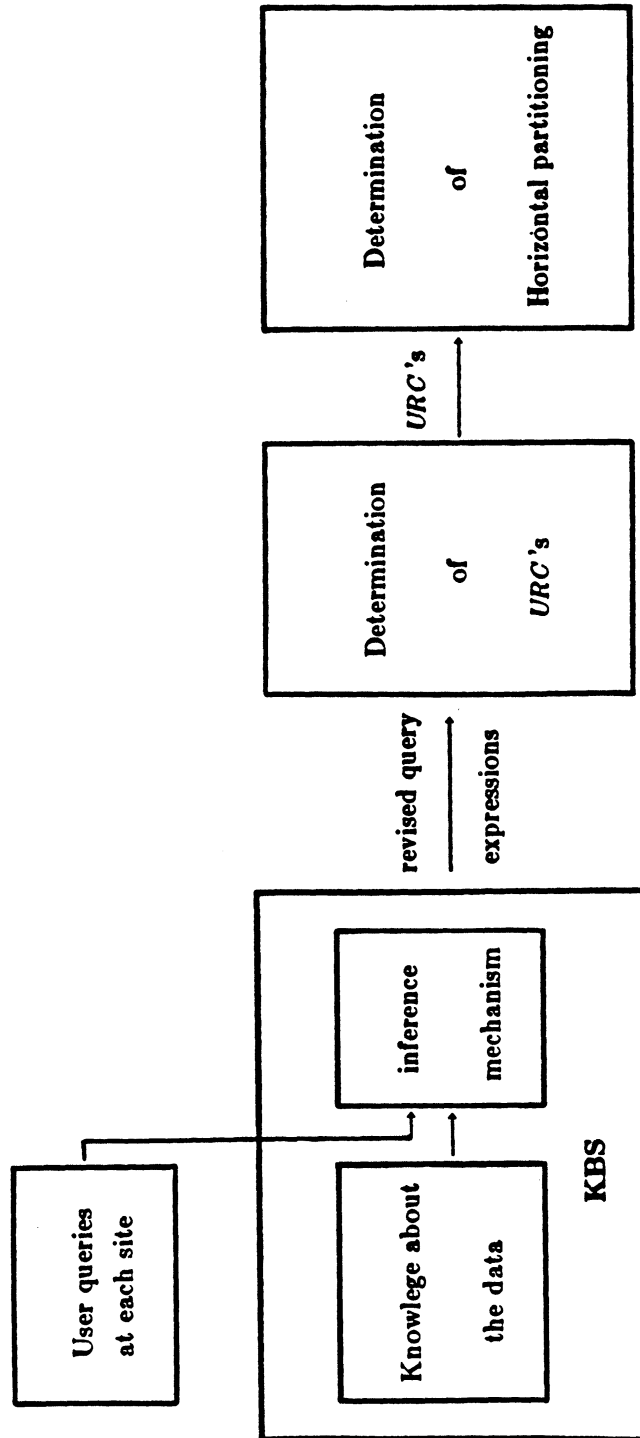 User queries
at each site
Knowlege about
the data
inference
mechanism
KBS
revised query
expressions
Determination
of
URC's
URC's
Determination
of
Horizontal partitioning